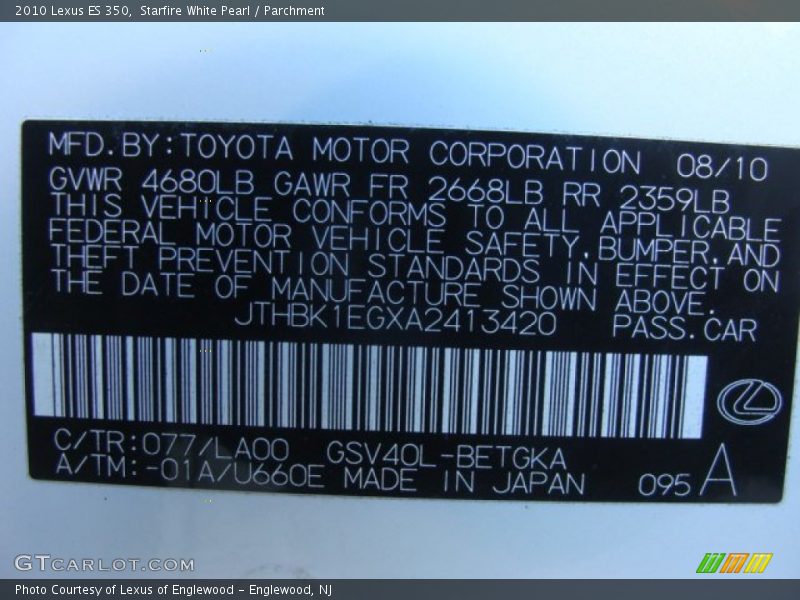 2010 Lexus ES 350, Starfire White Pearl / Parchment
MFD. BY: TOYOTA MOTOR CORPORATION 08/10
GVWR 4680LB GAWR FR 2668LB RR 2359LB
THIS VEHICLE CONFORMS TO ALL APPLICABLE
FEDERAL MOTOR VEHICLE SAFETY, BUMPER, AND
THEFT PREVENTION STANDARDS IN EFFECT ON
THE DATE OF MANUFACTURE SHOWN ABOVE.
JTHBK1EGXA2413420 PASS. CAR
C/TR: 077/LA00 GSV40L-BETGKA
A/TM: -01A/U660E MADE IN JAPAN 095 A
GTCARLOT.COM
Photo Courtesy of Lexus of Englewood – Englewood, NJ